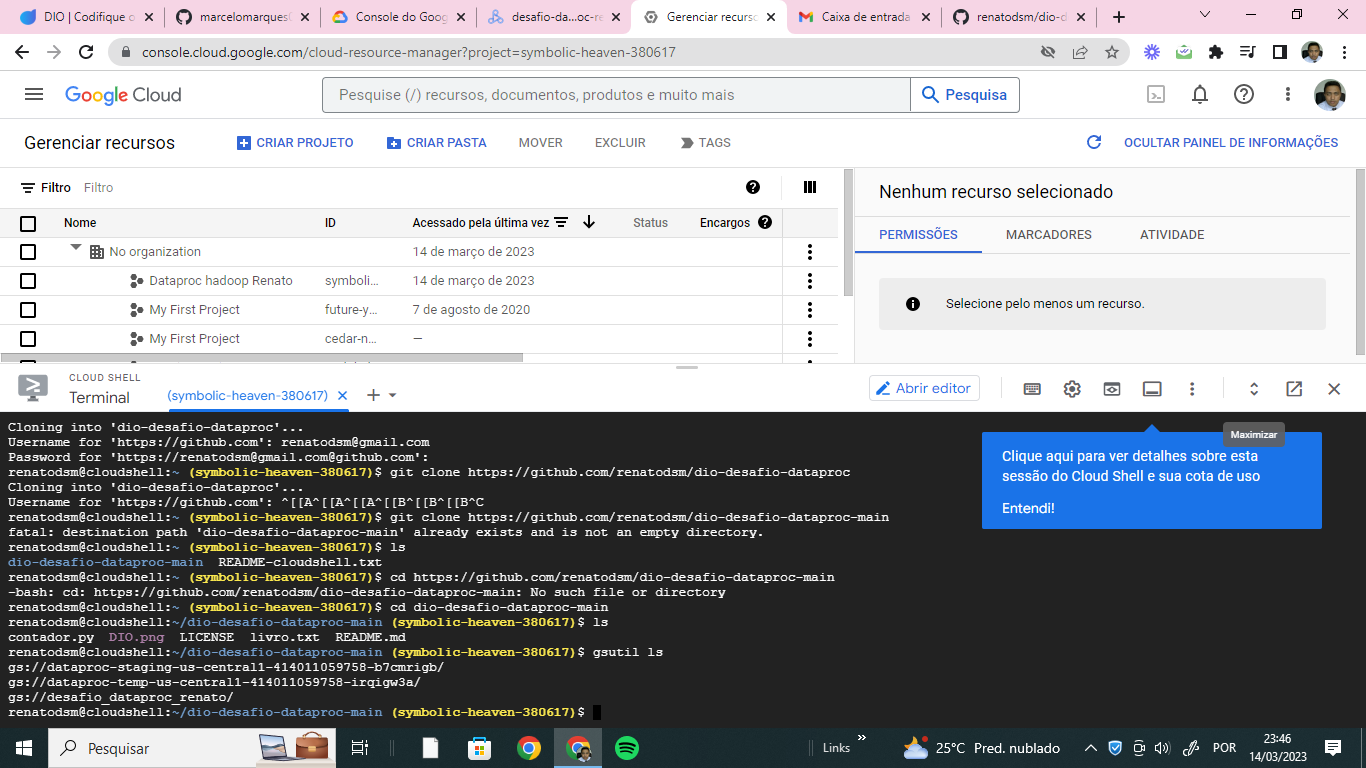 DIO | Codifique o
marcelomarques
Console do Goog
desafio-da...oc-re
Gerenciar recurso
Caixa de entrada
renatodsm/dio-d
console.cloud.google.com/cloud-resource-manager?project=symbolic-heaven-380617
Google Cloud
Pesquise (/) recursos, documentos, produtos e muito mais
Pesquisa
Gerenciar recursos
CRIAR PROJETO
CRIAR PASTA
MOVER
EXCLUIR
TAGS
OCULTAR PAINEL DE INFORMAÇÕES
Filtro Filtro
Nome ID Acessado pela última vez Status Encargos
No organization 14 de março de 2023
Dataproc hadoop Renato symboli... 14 de março de 2023
My First Project future-y... 7 de agosto de 2020
My First Project cedar-n... —
Nenhum recurso selecionado
PERMISSÕES MARCADORES ATIVIDADE
Selecione pelo menos um recurso.
CLOUD SHELL
Terminal
(symbolic-heaven-380617)
Abrir editor
Maximizar
Clique aqui para ver detalhes sobre esta
sessão do Cloud Shell e sua cota de uso
Entendi!
Cloning into 'dio-desafio-dataproc'...
Username for 'https://github.com': renatodsm@gmail.com
Password for 'https://renatodsm@gmail.com@github.com':
renatodsm@cloudshell:~ (symbolic-heaven-380617)$ git clone https://github.com/renatodsm/dio-desafio-dataproc
Cloning into 'dio-desafio-dataproc'...
Username for 'https://github.com': ^[[A^[[A^[[A^[[B^[[B^[[B^C
renatodsm@cloudshell:~ (symbolic-heaven-380617)$ git clone https://github.com/renatodsm/dio-desafio-dataproc-main
fatal: destination path 'dio-desafio-dataproc-main' already exists and is not an empty directory.
renatodsm@cloudshell:~ (symbolic-heaven-380617)$ ls
dio-desafio-dataproc-main README-cloudshell.txt
renatodsm@cloudshell:~ (symbolic-heaven-380617)$ cd https://github.com/renatodsm/dio-desafio-dataproc-main
-bash: cd: https://github.com/renatodsm/dio-desafio-dataproc-main: No such file or directory
renatodsm@cloudshell:~ (symbolic-heaven-380617)$ cd dio-desafio-dataproc-main
renatodsm@cloudshell:~/dio-desafio-dataproc-main (symbolic-heaven-380617)$ ls
contador.py DIO.png LICENSE livro.txt README.md
renatodsm@cloudshell:~/dio-desafio-dataproc-main (symbolic-heaven-380617)$ gsutil ls
gs://dataproc-staging-us-central1-414011059758-b7cmrigb/
gs://dataproc-temp-us-central1-414011059758-irqigw3a/
gs://desafio_dataproc_renato/
renatodsm@cloudshell:~/dio-desafio-dataproc-main (symbolic-heaven-380617)$
Pesquisar
Links
25°C Pred. nublado
POR
23:46
14/03/2023